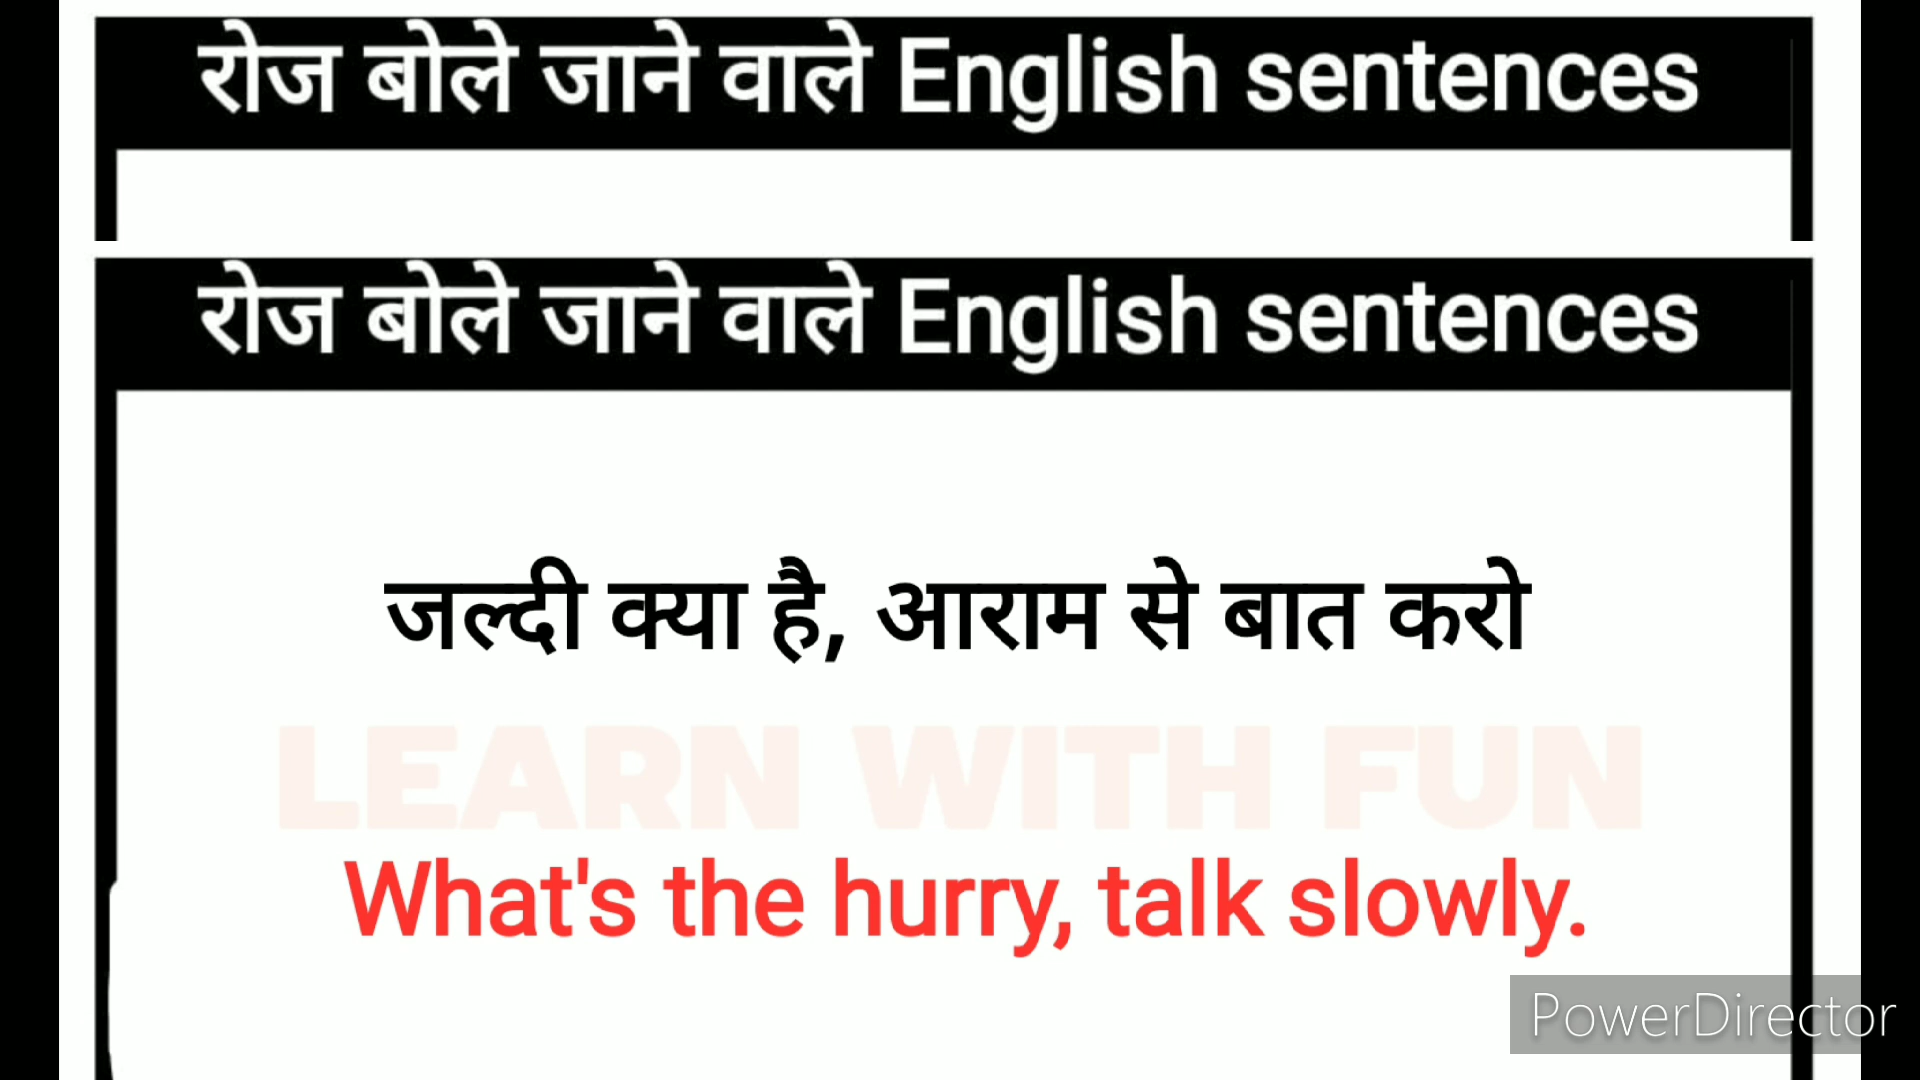 रोज बोले जाने वाले English sentences
रोज बोले जाने वाले English sentences
जल्दी क्या है, आराम से बात करो
LEARN WITH FUN
What's the hurry, talk slowly.
PowerDirector